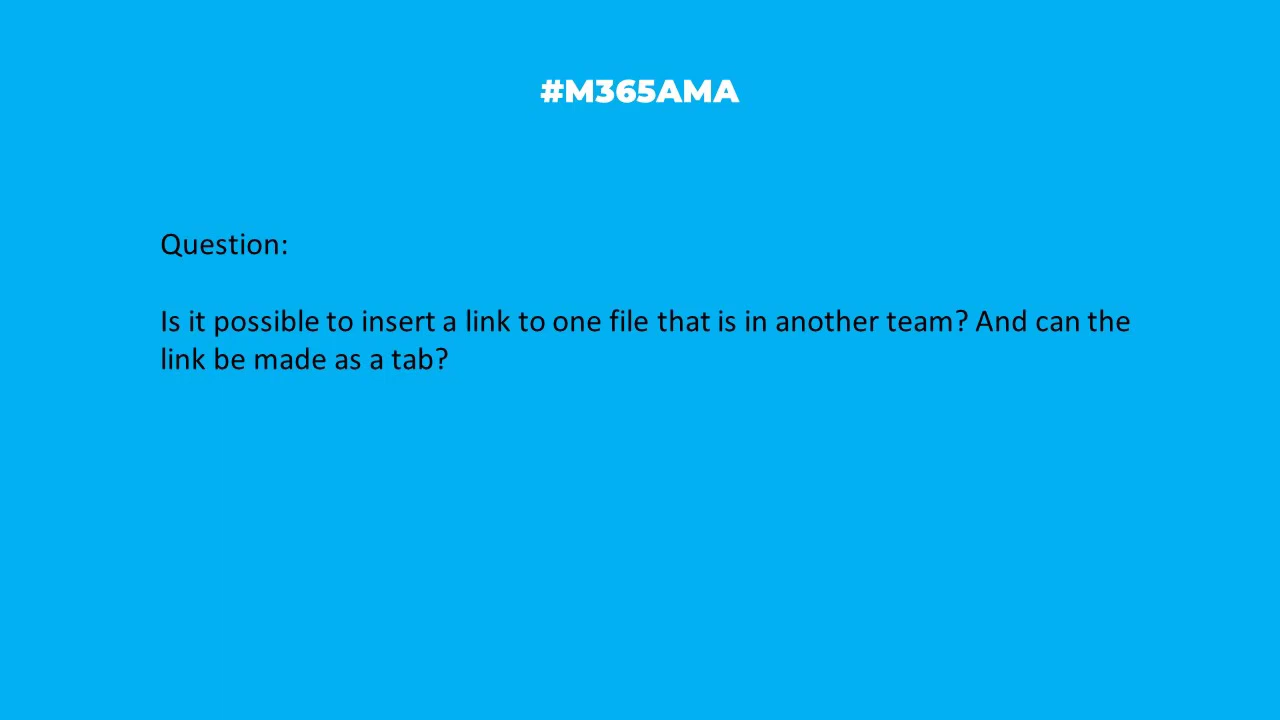 #M365AMA
Question:
Is it possible to insert a link to one file that is in another team? And can the
link be made as a tab?